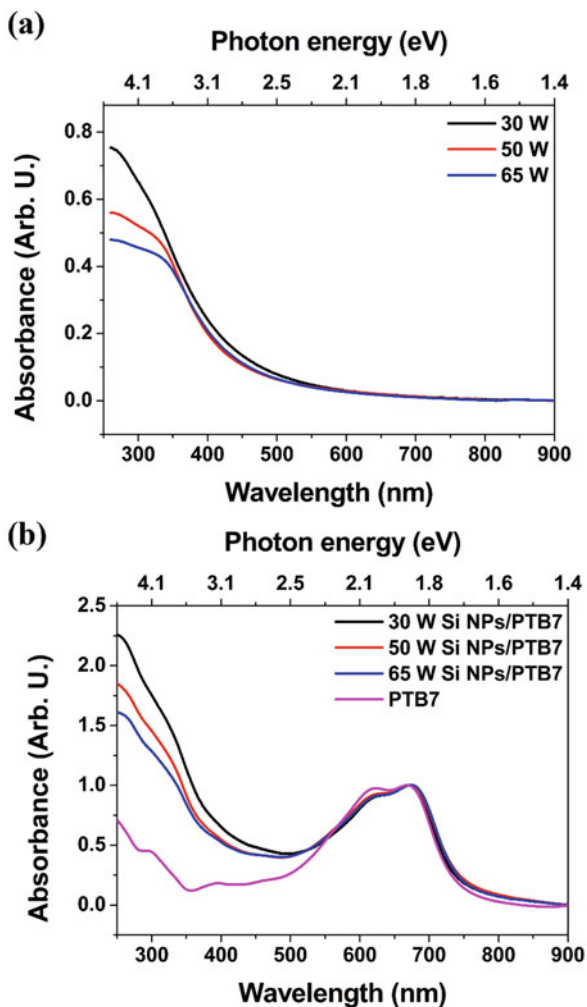 (a)
Photon energy (eV)
4.1 3.1 2.5 2.1 1.8 1.6 1.4
30 W
50 W
65 W
Absorbance (Arb. U.)
0.8
0.6
0.4
0.2
0.0
300 400 500 600 700 800 900
Wavelength (nm)
(b)
Photon energy (eV)
4.1 3.1 2.5 2.1 1.8 1.6 1.4
30 W Si NPs/PTB7
50 W Si NPs/PTB7
65 W Si NPs/PTB7
PTB7
Absorbance (Arb. U.)
2.5
2.0
1.5
1.0
0.5
0.0
300 400 500 600 700 800 900
Wavelength (nm)